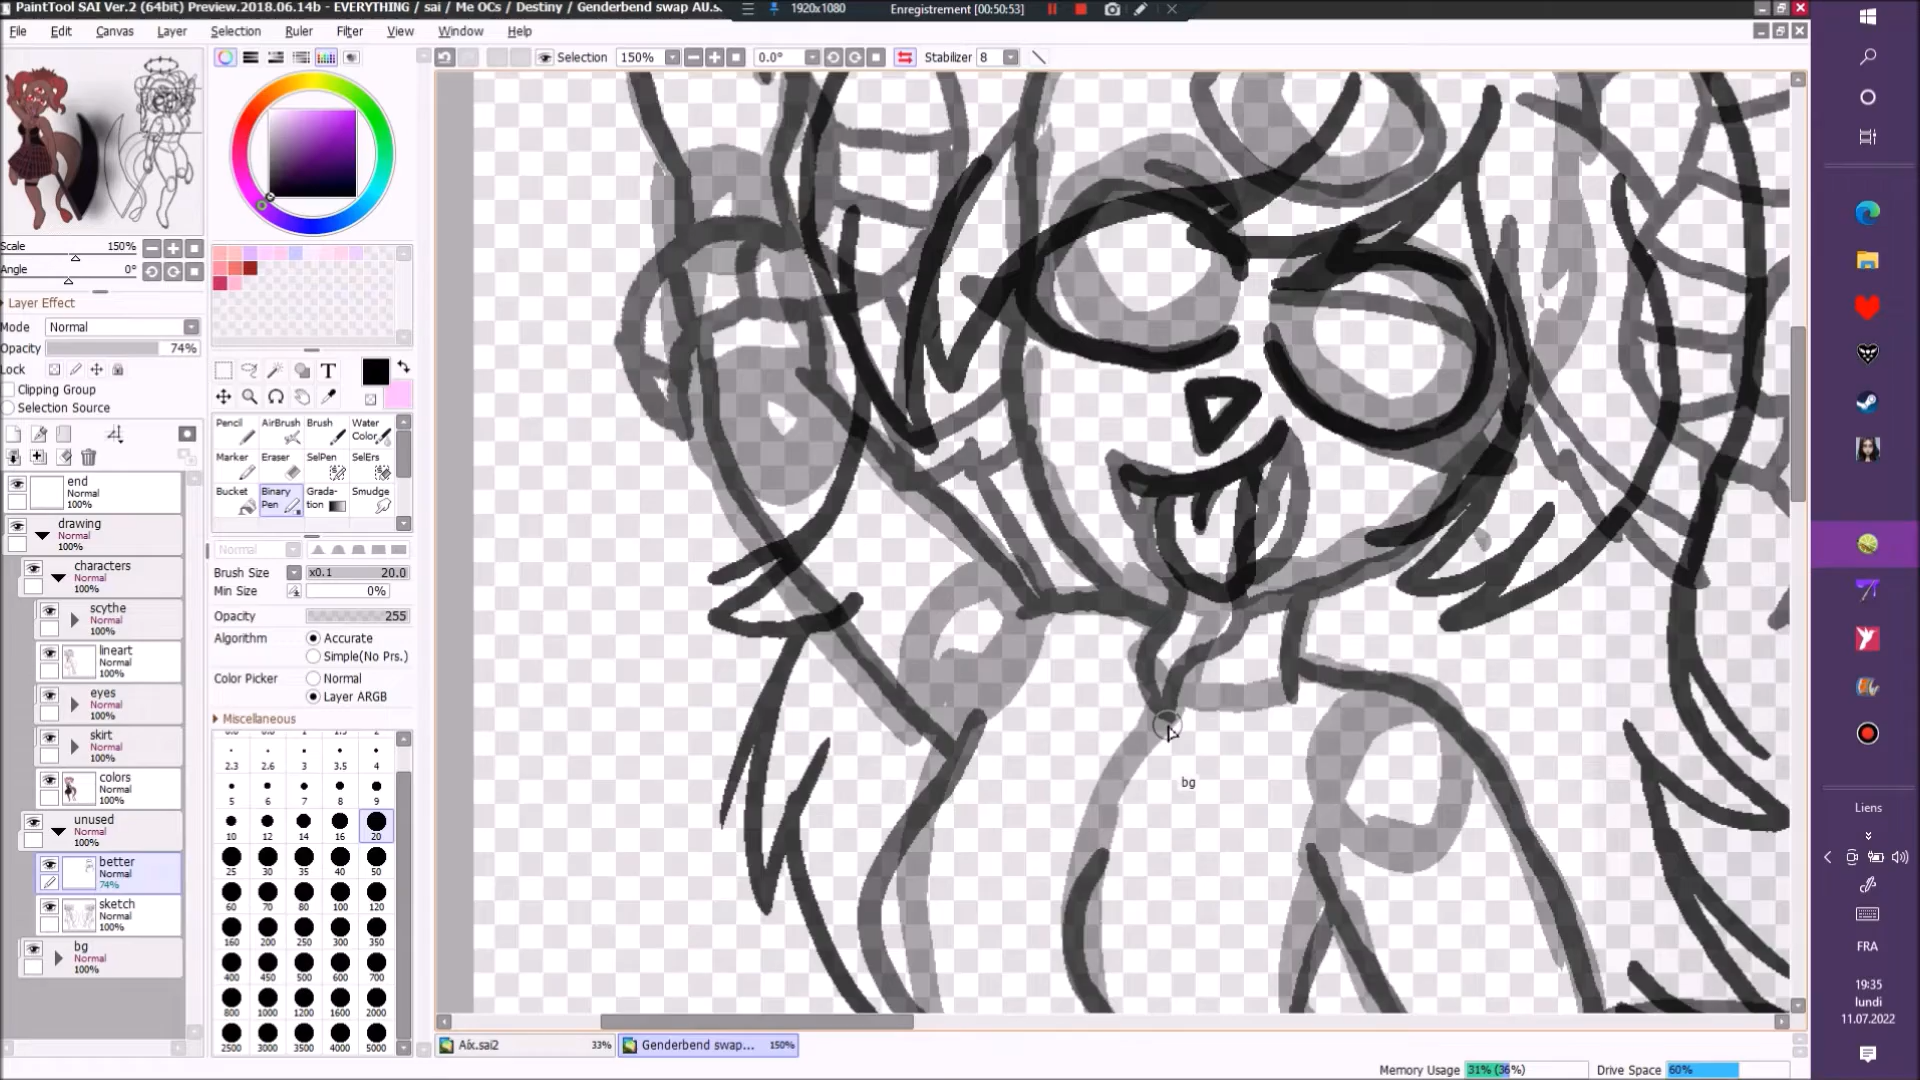 PaintTool SAI Ver.2 (64bit) Preview.2018.06.14b - EVERYTHING / sai / Me OCs / Destiny / Genderbend swap AU.s
1920x1080
Enregistrement [00:50:53]
File Edit Canvas Layer Selection Ruler Filter View Window Help
Selection 150% 0.0° Stabilizer 8
Scale 150%
Angle 0°
Layer Effect
Mode Normal
Opacity 74%
Lock
Clipping Group
Selection Source
end
Normal
100%
drawing
Normal
100%
characters
Normal
100%
scythe
Normal
100%
lineart
Normal
100%
eyes
Normal
100%
skirt
Normal
100%
colors
Normal
100%
unused
Normal
100%
better
Normal
74%
sketch
Normal
100%
bg
Normal
100%
T
Pencil AirBrush Brush Water Color
Marker Eraser SelPen SelErs
Bucket Binary Pen Grada-tion Smudge
Normal
Brush Size x0.1 20.0
Min Size 0%
Opacity 255
Algorithm Accurate
Simple(No Prs.)
Color Picker Normal
Layer ARGB
Miscellaneous
2.3 2.6 3 3.5 4
5 6 7 8 9
10 12 14 16 20
25 30 35 40 50
60 70 80 100 120
160 200 250 300 350
400 450 500 600 700
800 1000 1200 1600 2000
2500 3000 3500 4000 5000
bg
Aïx.sai2 33%
Genderbend swap... 150%
Memory Usage 31% (36%)
Drive Space 60%
Liens
FRA
19:35
lundi
11.07.2022